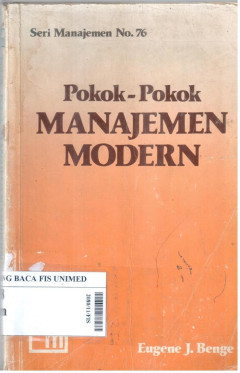 Seri Manajemen No. 76
Pokok-Pokok
MANAJEMEN
MODERN
G BACA FIS UNIMED
Eugene J. Benge